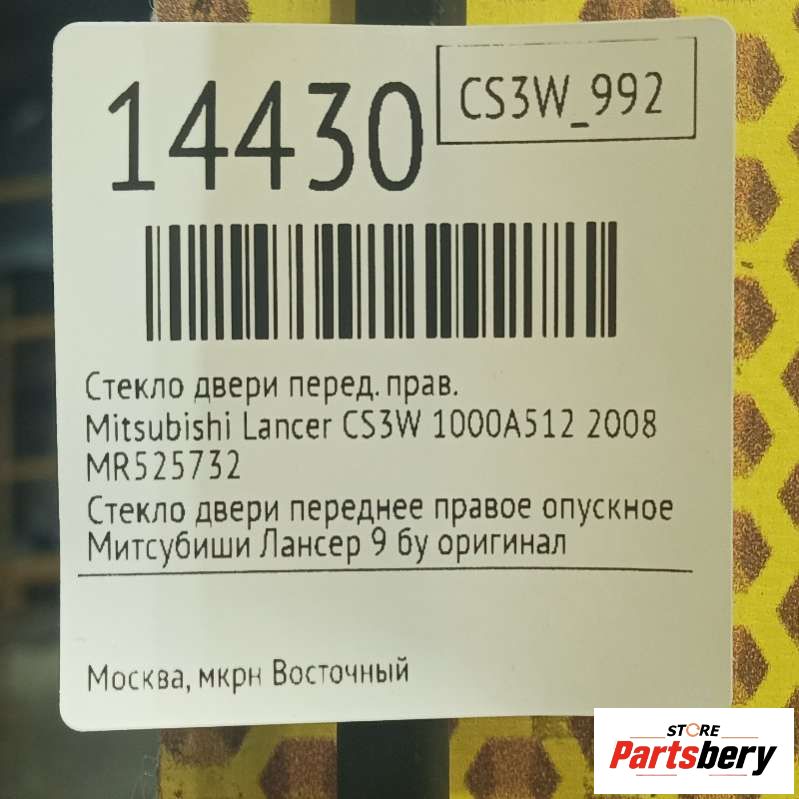 14430
CS3W_992
Стекло двери перед. прав.
Mitsubishi Lancer CS3W 1000A512 2008
MR525732
Стекло двери переднее правое опускное
Митсубиши Лансер 9 бу оригинал
Москва, мкрн Восточный
STORE
Partsbery